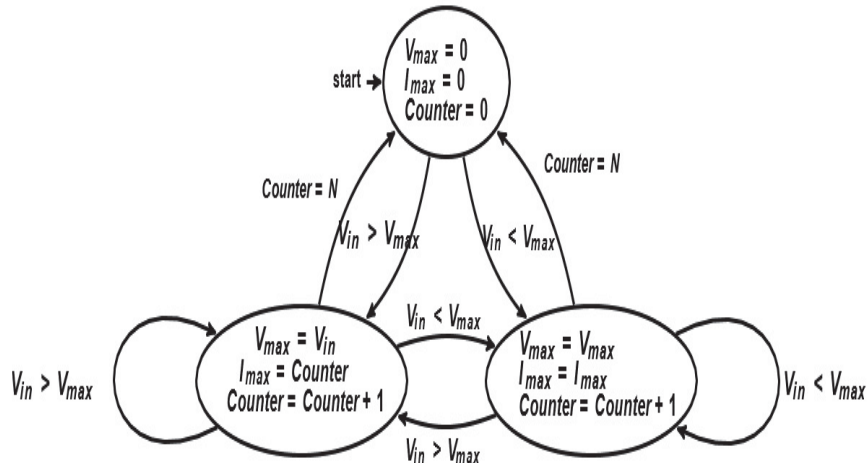 V_max = 0
start
I_max = 0
Counter = 0
Counter = N
Counter = N
V_in > V_max
V_in < V_max
V_in < V_max
V_max = V_in
I_max = Counter
Counter = Counter + 1
V_max = V_max
I_max = I_max
Counter = Counter + 1
V_in > V_max
V_in < V_max
V_in > V_max